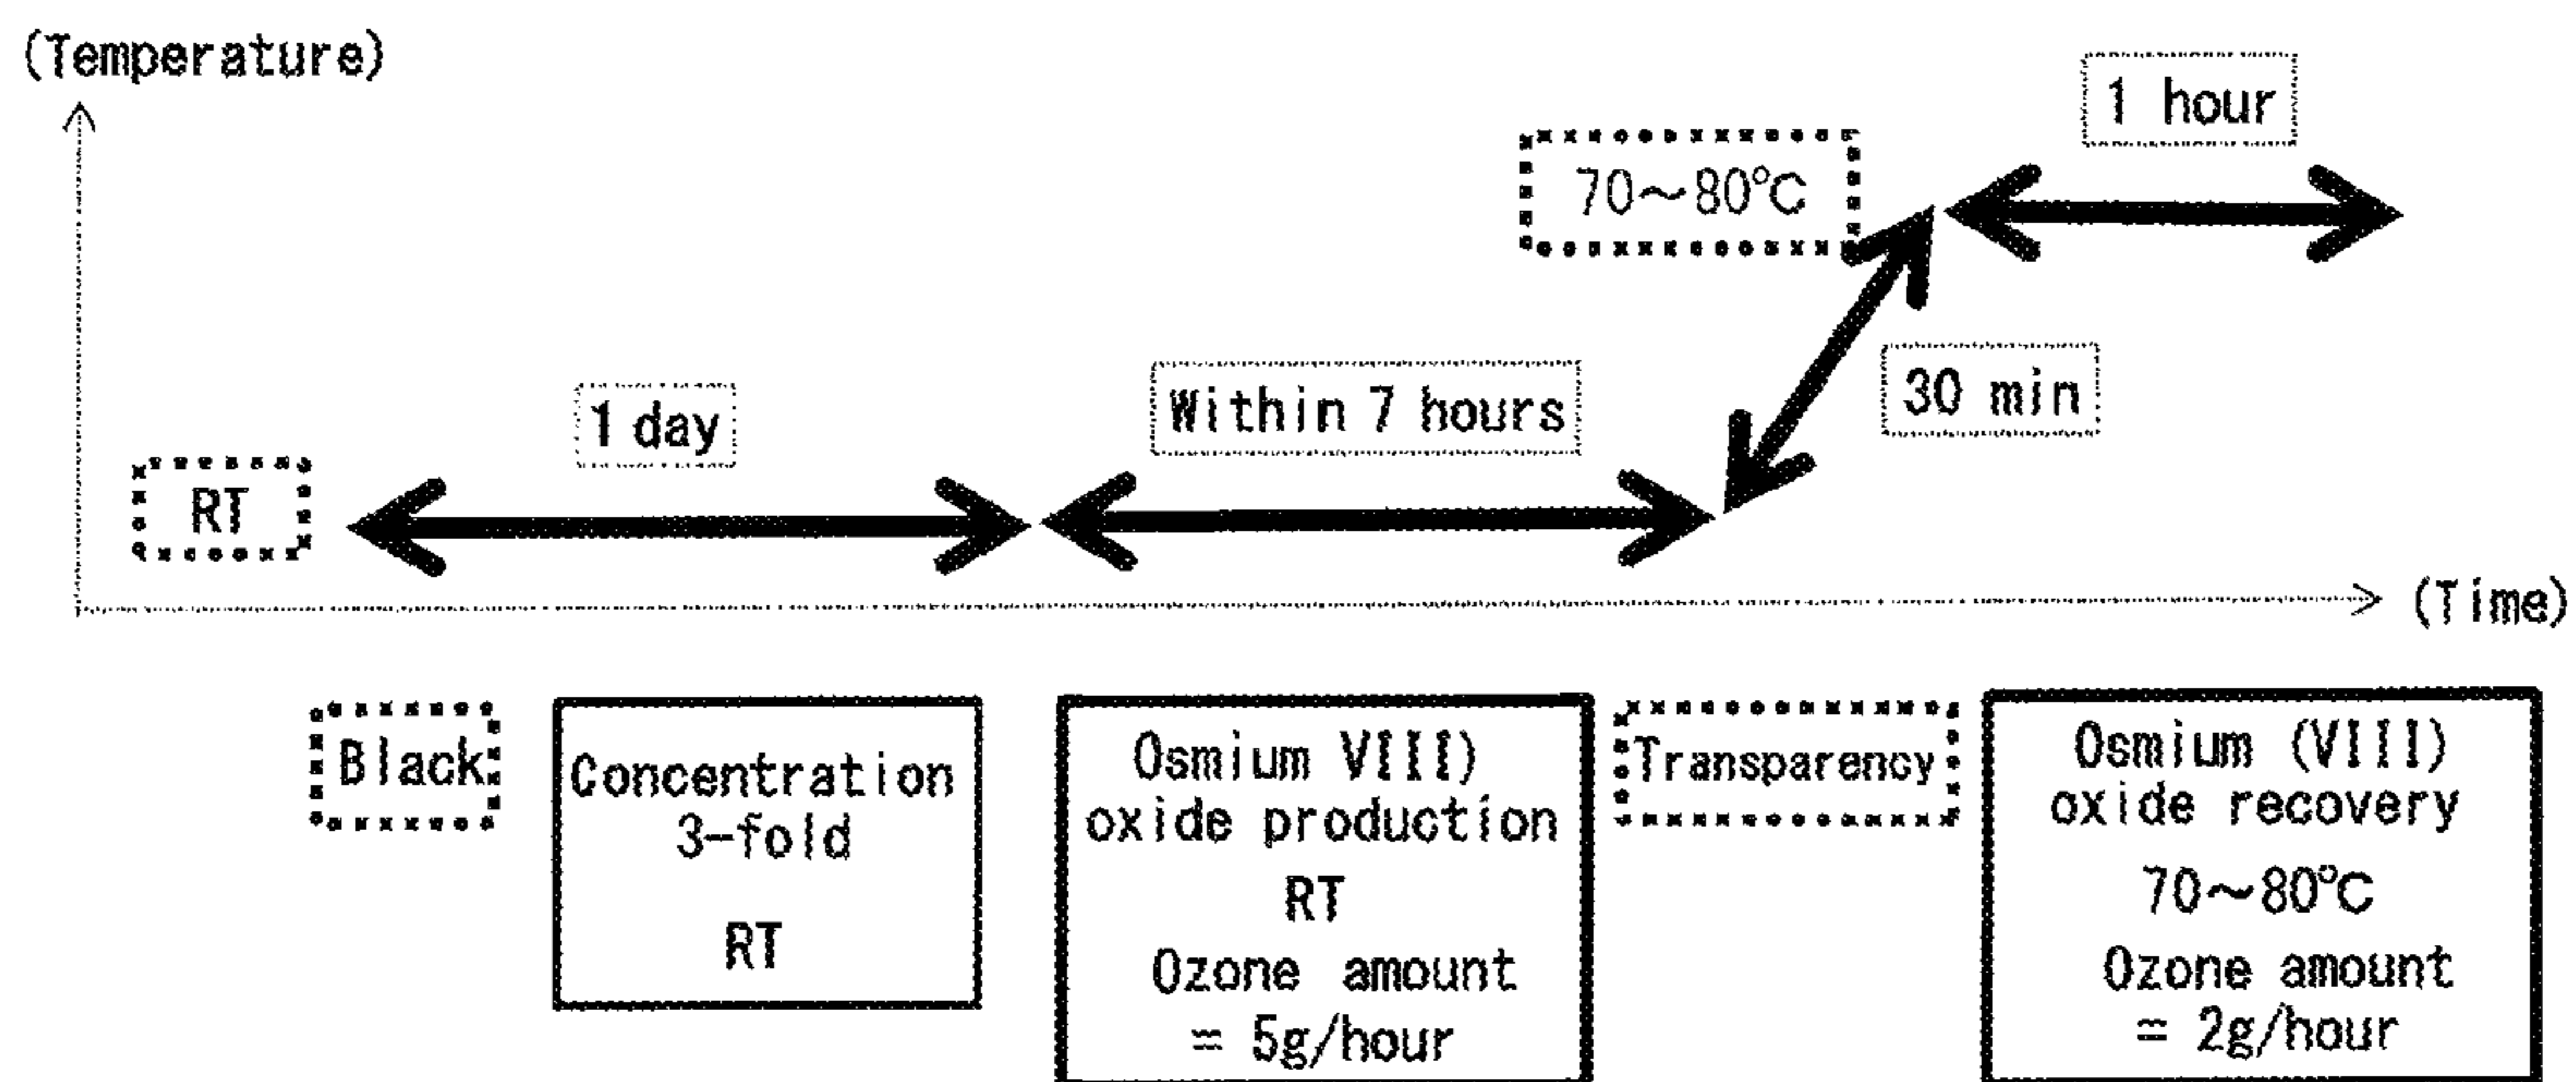 (Temperature)
1 hour
70～80℃
30 min
Within 7 hours
1 day
RT
(Time)
Black
Concentration
3-fold
RT
Osmium VIII)
oxide production
RT
Ozone amount
= 5g/hour
Transparency
Osmium (VIII)
oxide recovery
70～80℃
Ozone amount
= 2g/hour